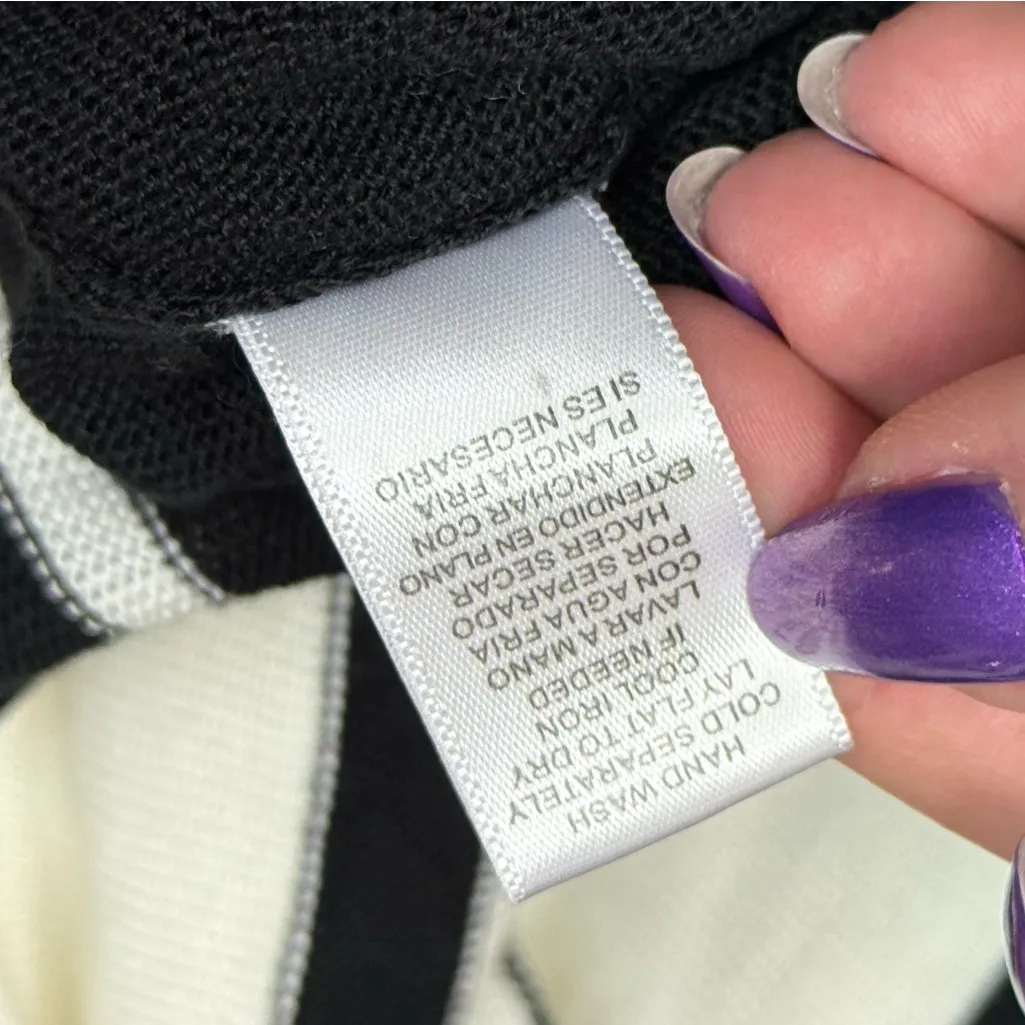 HAND WASH
COLD SEPARATELY
LAY FLAT TO DRY
COOL IRON
IF NEEDED
LAVAR A MANO
CON AGUA FRIA
POR SEPARADO
HACER SECAR
EXTENDIDO EN PLANO
PLANCHAR CON
PLANCHA FRIA
SI ES NECESARIO